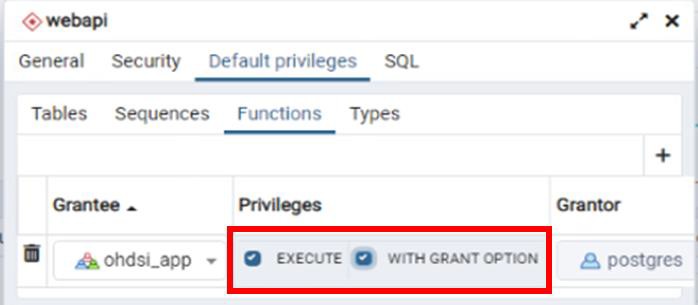 webapi
General Security Default privileges SQL
Tables Sequences Functions Types
Grantee Privileges Grantor
ohdsi_app EXECUTE WITH GRANT OPTION postgres